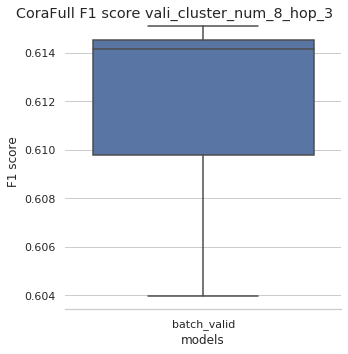 CoraFull F1 score vali_cluster_num_8_hop_3
0.614
0.612
0.610
0.608
0.606
0.604
F1 score
batch_valid
models